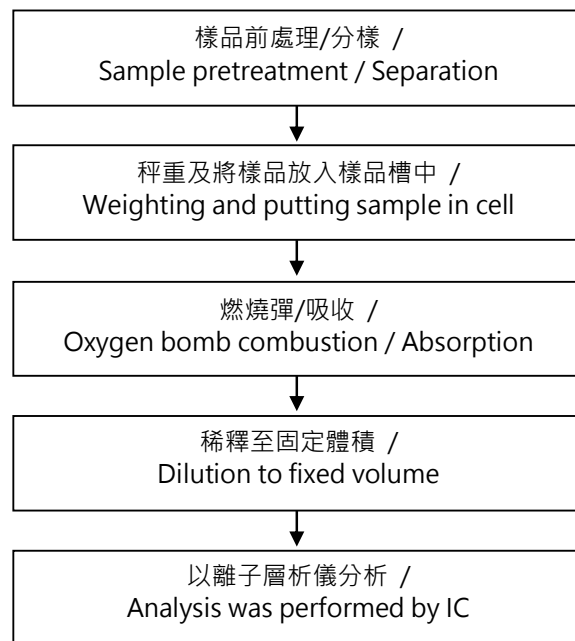 樣品前處理/分樣 /
Sample pretreatment / Separation
秤重及將樣品放入樣品槽中 /
Weighting and putting sample in cell
燃燒彈/吸收 /
Oxygen bomb combustion / Absorption
稀釋至固定體積 /
Dilution to fixed volume
以離子層析儀分析 /
Analysis was performed by IC